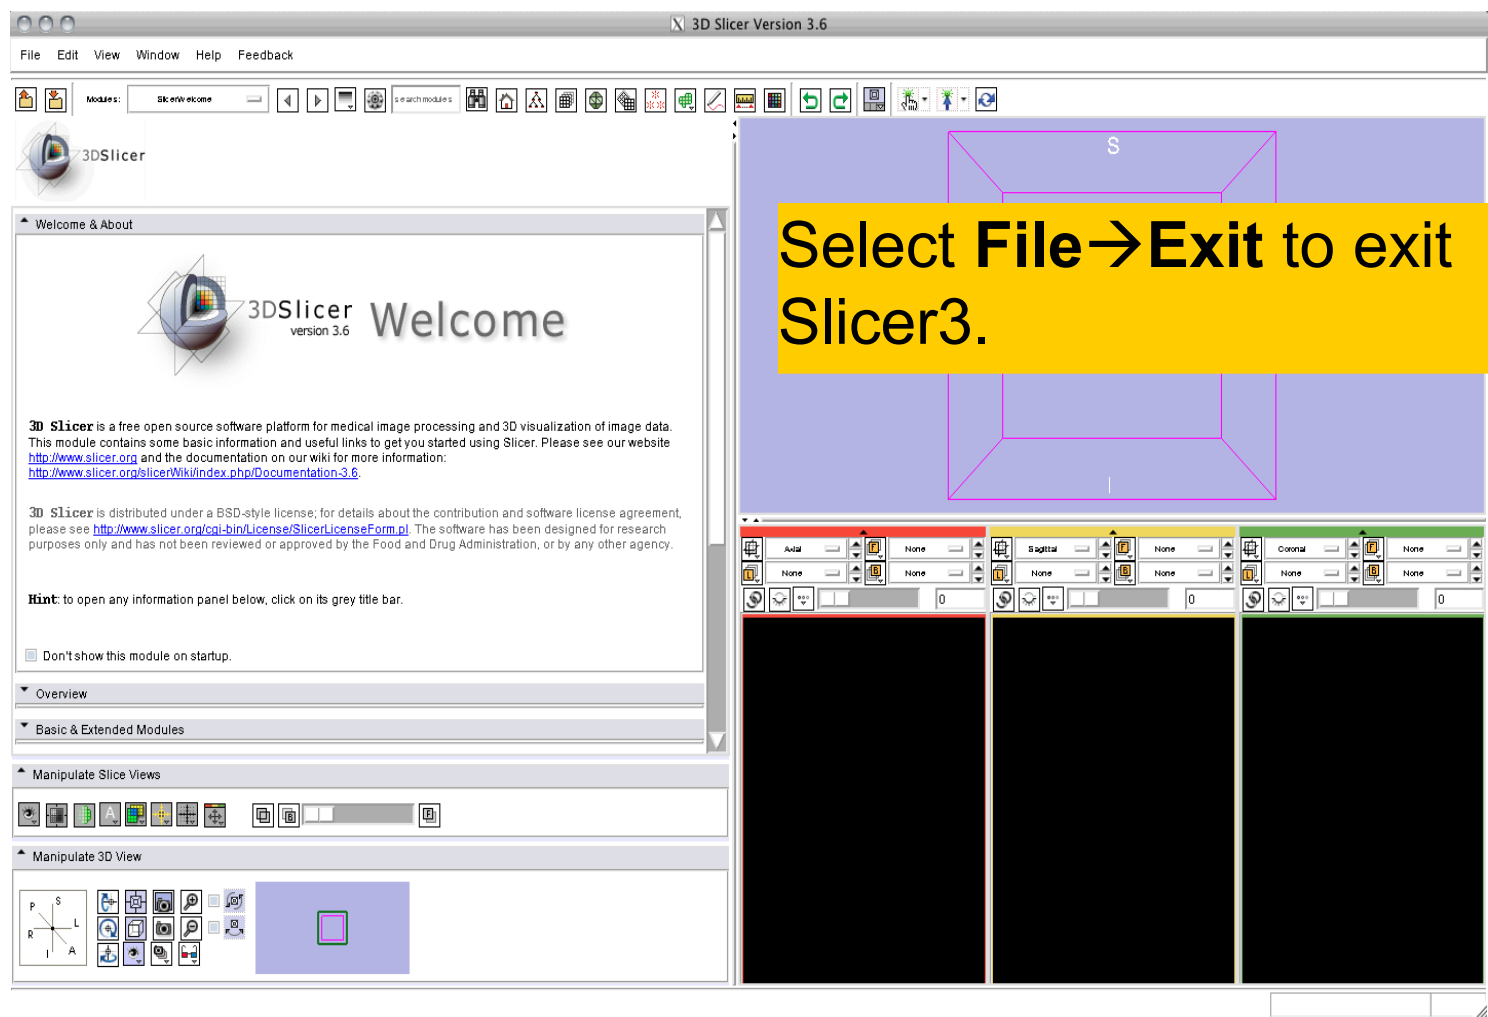 3D Slicer Version 3.6
File Edit View Window Help Feedback
Modules: SlicerWelcome search modules
3DSlicer
Welcome & About
3DSlicer
version 3.6
Welcome
3D Slicer is a free open source software platform for medical image processing and 3D visualization of image data.
This module contains some basic information and useful links to get you started using Slicer. Please see our website
http://www.slicer.org and the documentation on our wiki for more information:
http://www.slicer.org/slicerWiki/index.php/Documentation-3.6.
3D Slicer is distributed under a BSD-style license; for details about the contribution and software license agreement,
please see http://www.slicer.org/cgi-bin/License/SlicerLicenseForm.pl. The software has been designed for research
purposes only and has not been reviewed or approved by the Food and Drug Administration, or by any other agency.
Hint: to open any information panel below, click on its grey title bar.
Don't show this module on startup.
Overview
Basic & Extended Modules
Manipulate Slice Views
A B F
Manipulate 3D View
P S
R L
I A
S
Select File→Exit to exit
Slicer3.
I
Axial F None
L None B None
0
Sagittal F None
L None B None
0
Coronal F None
L None B None
0